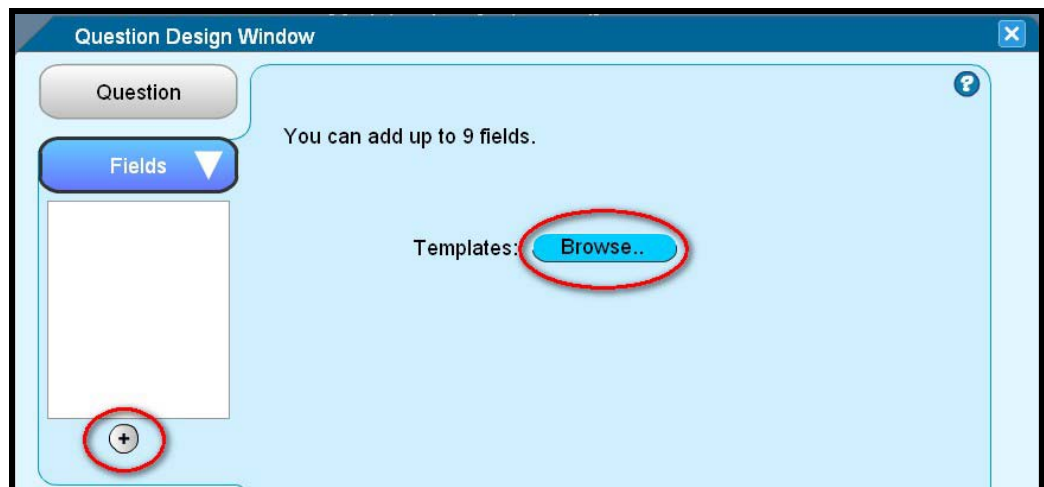 Question Design Window
Question
Fields
You can add up to 9 fields.
Templates: Browse..